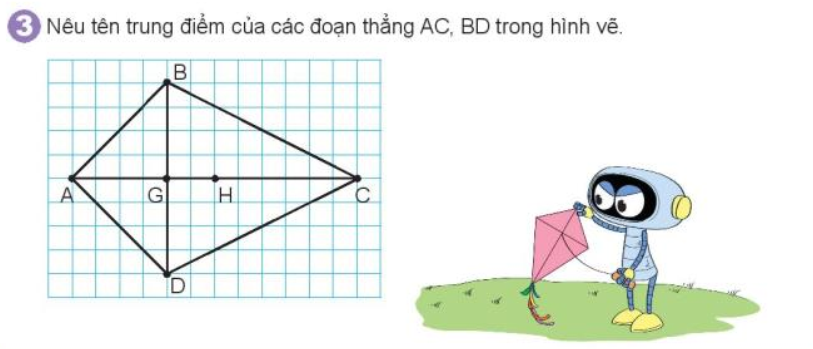 3 Nêu tên trung điểm của các đoạn thẳng AC, BD trong hình vẽ.
B
A G H C
D